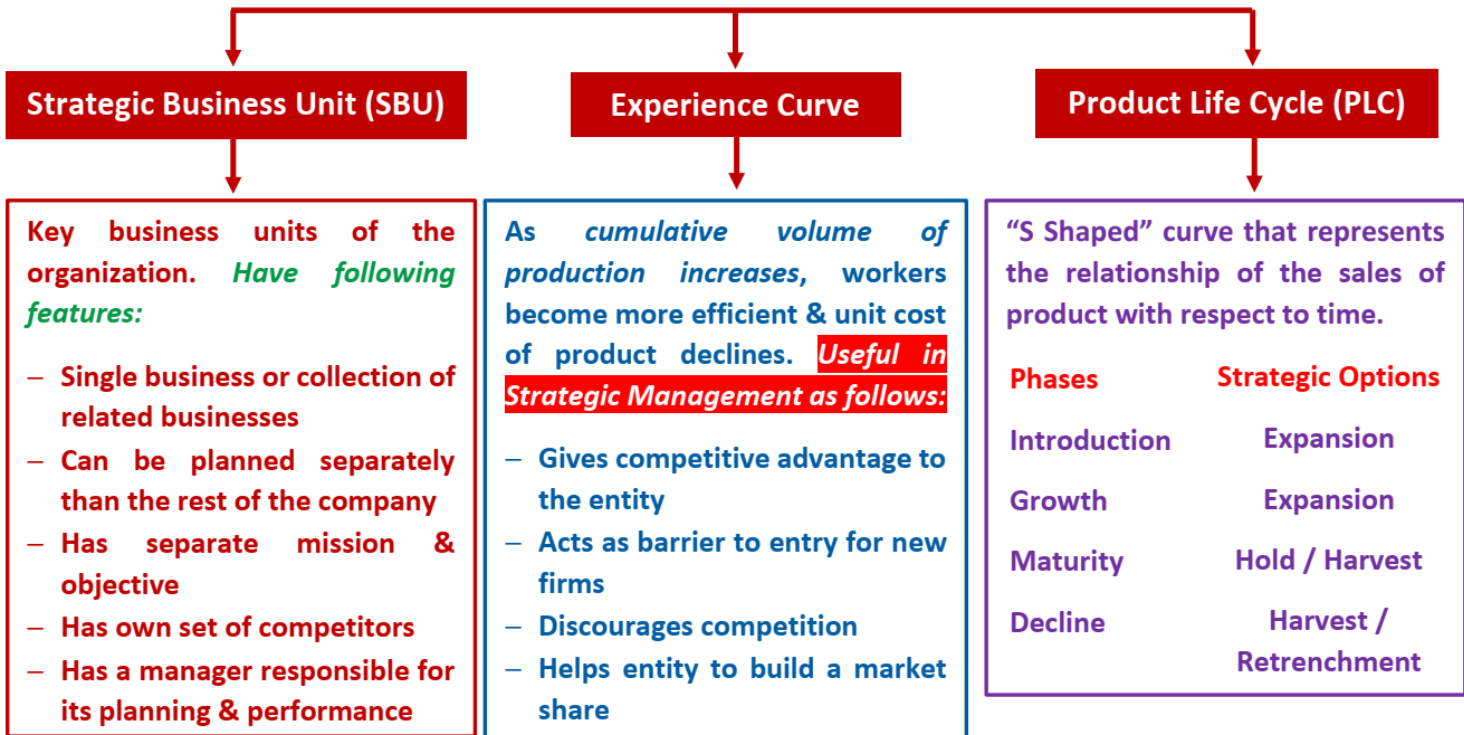 Strategic Business Unit (SBU)
Experience Curve
Product Life Cycle (PLC)
Key business units of the
organization. Have following
features:
– Single business or collection of
related businesses
– Can be planned separately
than the rest of the company
– Has separate mission &
objective
– Has own set of competitors
– Has a manager responsible for
its planning & performance
As cumulative volume of
production increases, workers
become more efficient & unit cost
of product declines. Useful in
Strategic Management as follows:
– Gives competitive advantage to
the entity
– Acts as barrier to entry for new
firms
– Discourages competition
– Helps entity to build a market
share
“S Shaped” curve that represents
the relationship of the sales of
product with respect to time.
Phases Strategic Options
Introduction Expansion
Growth Expansion
Maturity Hold / Harvest
Decline Harvest /
Retrenchment